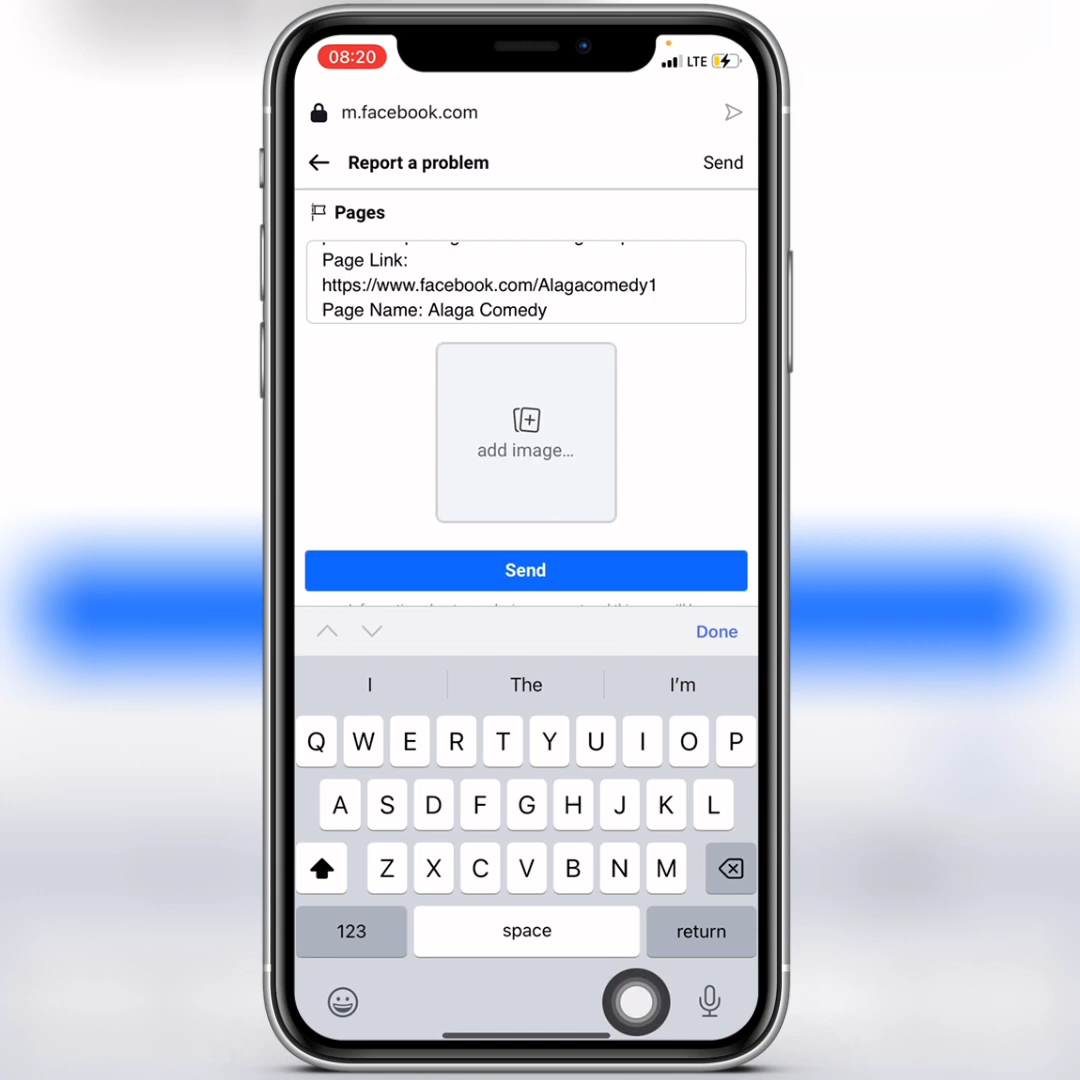 08:20
LTE
m.facebook.com
Report a problem
Send
Pages
Page Link:
https://www.facebook.com/Alagacomedy1
Page Name: Alaga Comedy
add image...
Send
Done
I
The
I'm
Q W E R T Y U I O P
A S D F G H J K L
Z X C V B N M
123
space
return